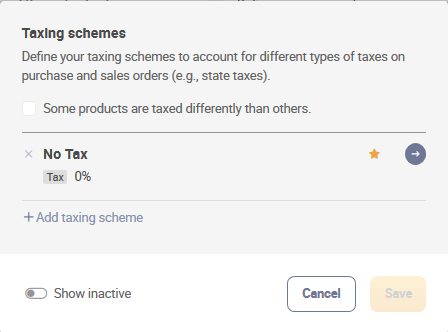 Taxing schemes
Define your taxing schemes to account for different types of taxes on
purchase and sales orders (e.g., state taxes).
Some products are taxed differently than others.
No Tax
Tax 0%
+ Add taxing scheme
Show inactive
Cancel
Save